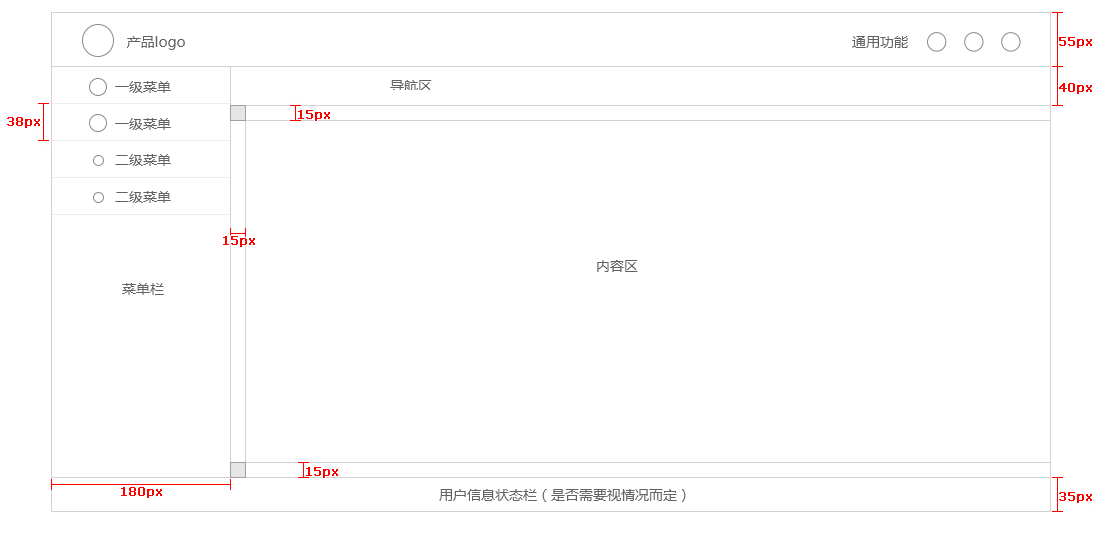 产品logo
通用功能
55px
一级菜单
导航区
40px
38px
15px
一级菜单
二级菜单
二级菜单
15px
内容区
菜单栏
15px
180px
用户信息状态栏（是否需要视情况而定）
35px